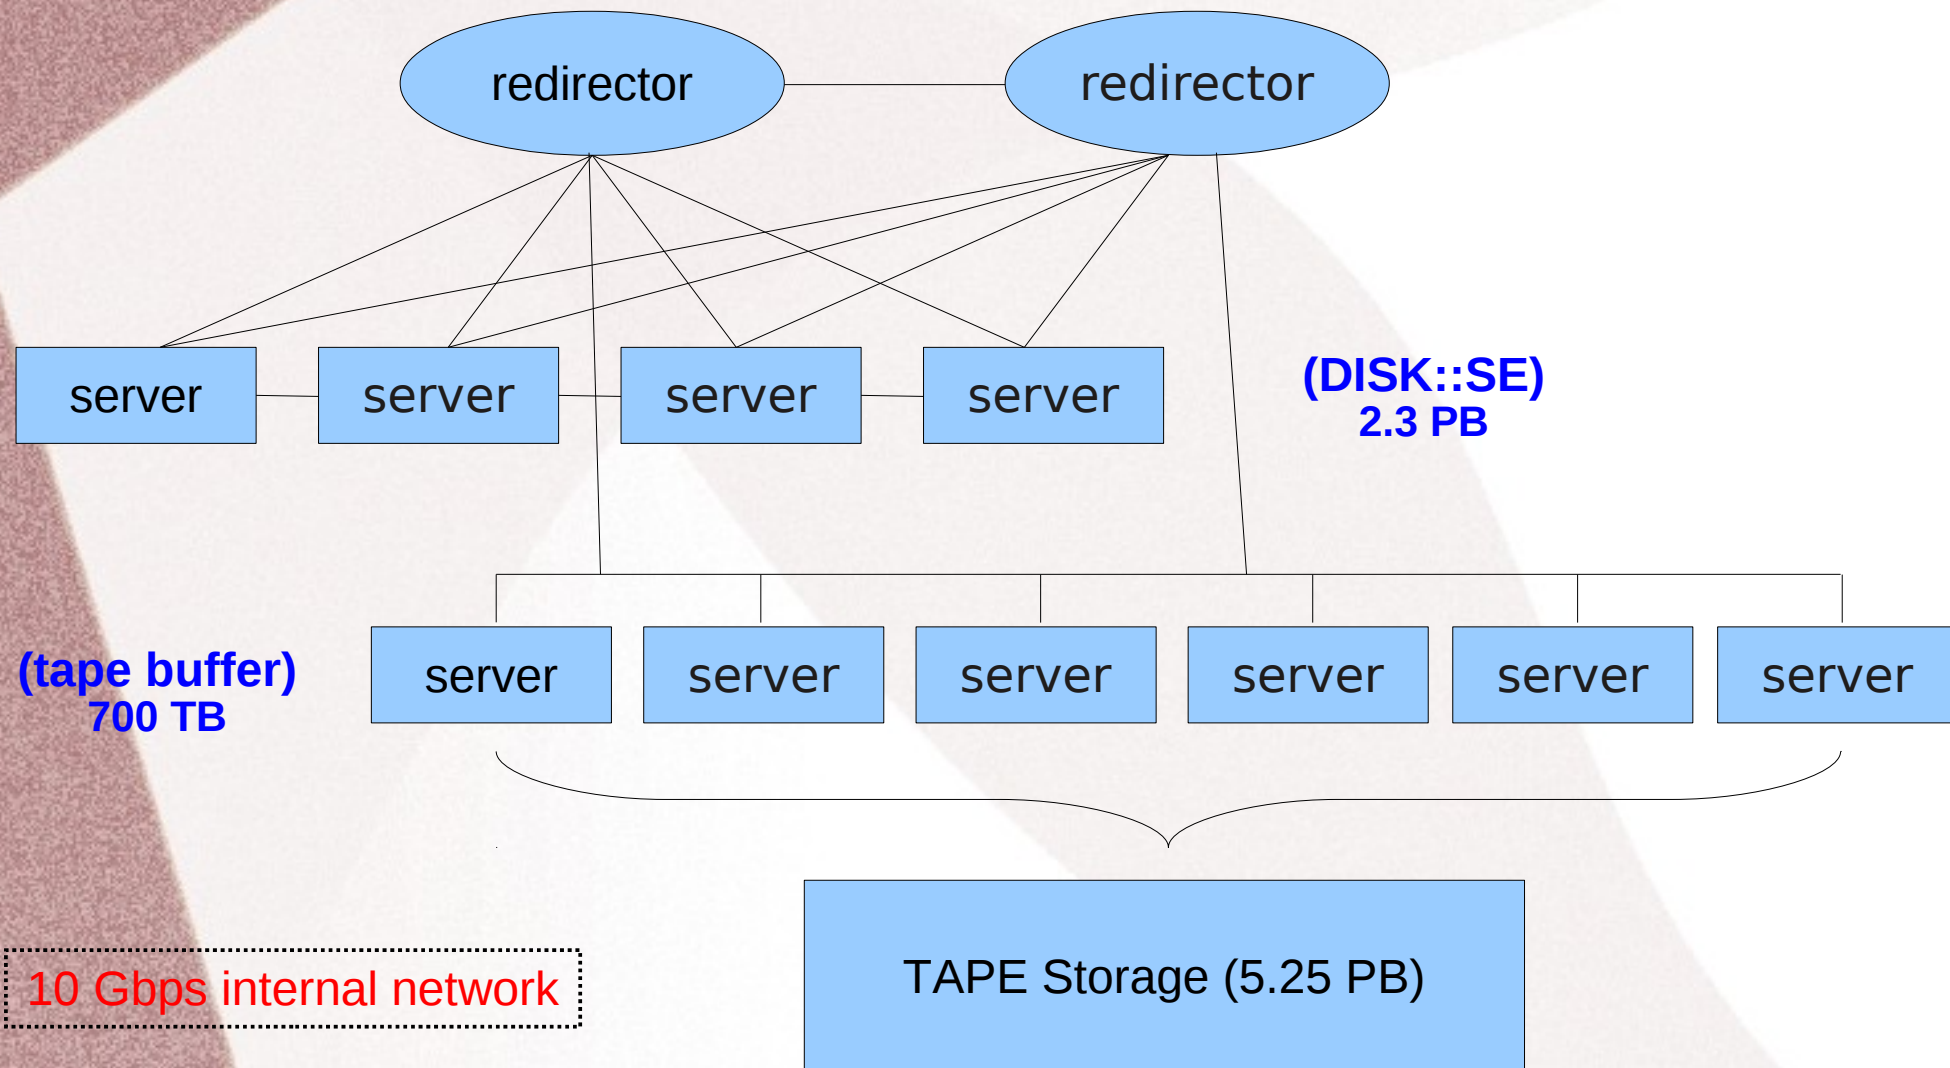 redirector
redirector
server
server
server
server
(DISK::SE)
2.3 PB
(tape buffer)
700 TB
server
server
server
server
server
server
10 Gbps internal network
TAPE Storage (5.25 PB)